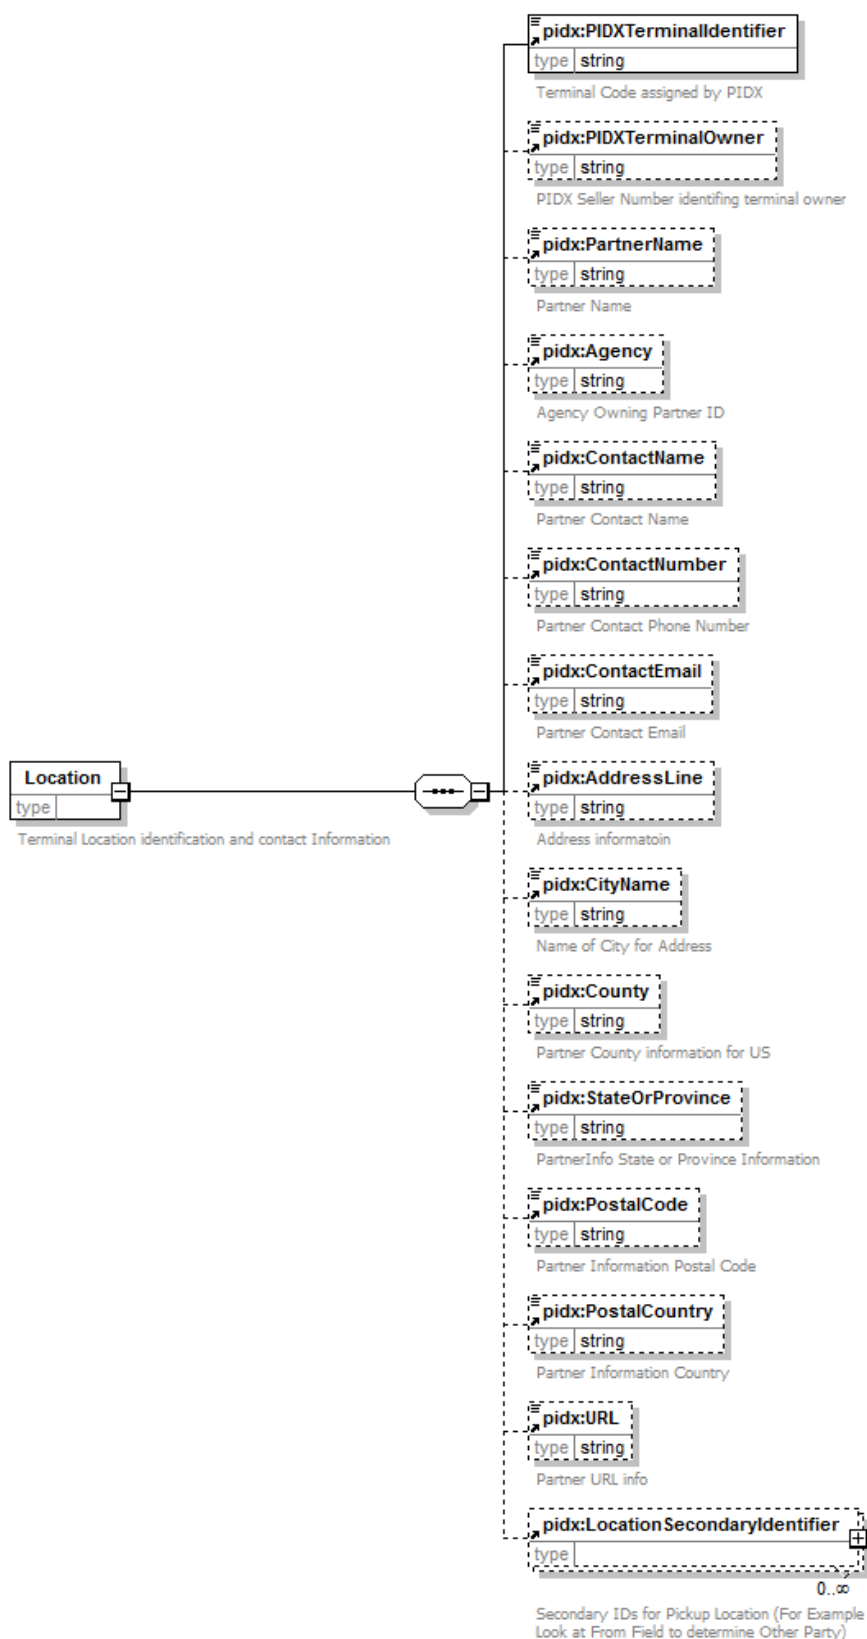 pidx:PIDXTerminalIdentifier
type string
Terminal Code assigned by PIDX
pidx:PIDXTerminalOwner
type string
PIDX Seller Number identifing terminal owner
pidx:PartnerName
type string
Partner Name
pidx:Agency
type string
Agency Owning Partner ID
pidx:ContactName
type string
Partner Contact Name
pidx:ContactNumber
type string
Partner Contact Phone Number
pidx:ContactEmail
type string
Partner Contact Email
Location
type
Terminal Location identification and contact Information
pidx:AddressLine
type string
Address informatoin
pidx:CityName
type string
Name of City for Address
pidx:County
type string
Partner County information for US
pidx:StateOrProvince
type string
PartnerInfo State or Province Information
pidx:PostalCode
type string
Partner Information Postal Code
pidx:PostalCountry
type string
Partner Information Country
pidx:URL
type string
Partner URL info
pidx:LocationSecondaryIdentifier
type
0..∞
Secondary IDs for Pickup Location (For Example
Look at From Field to determine Other Party)